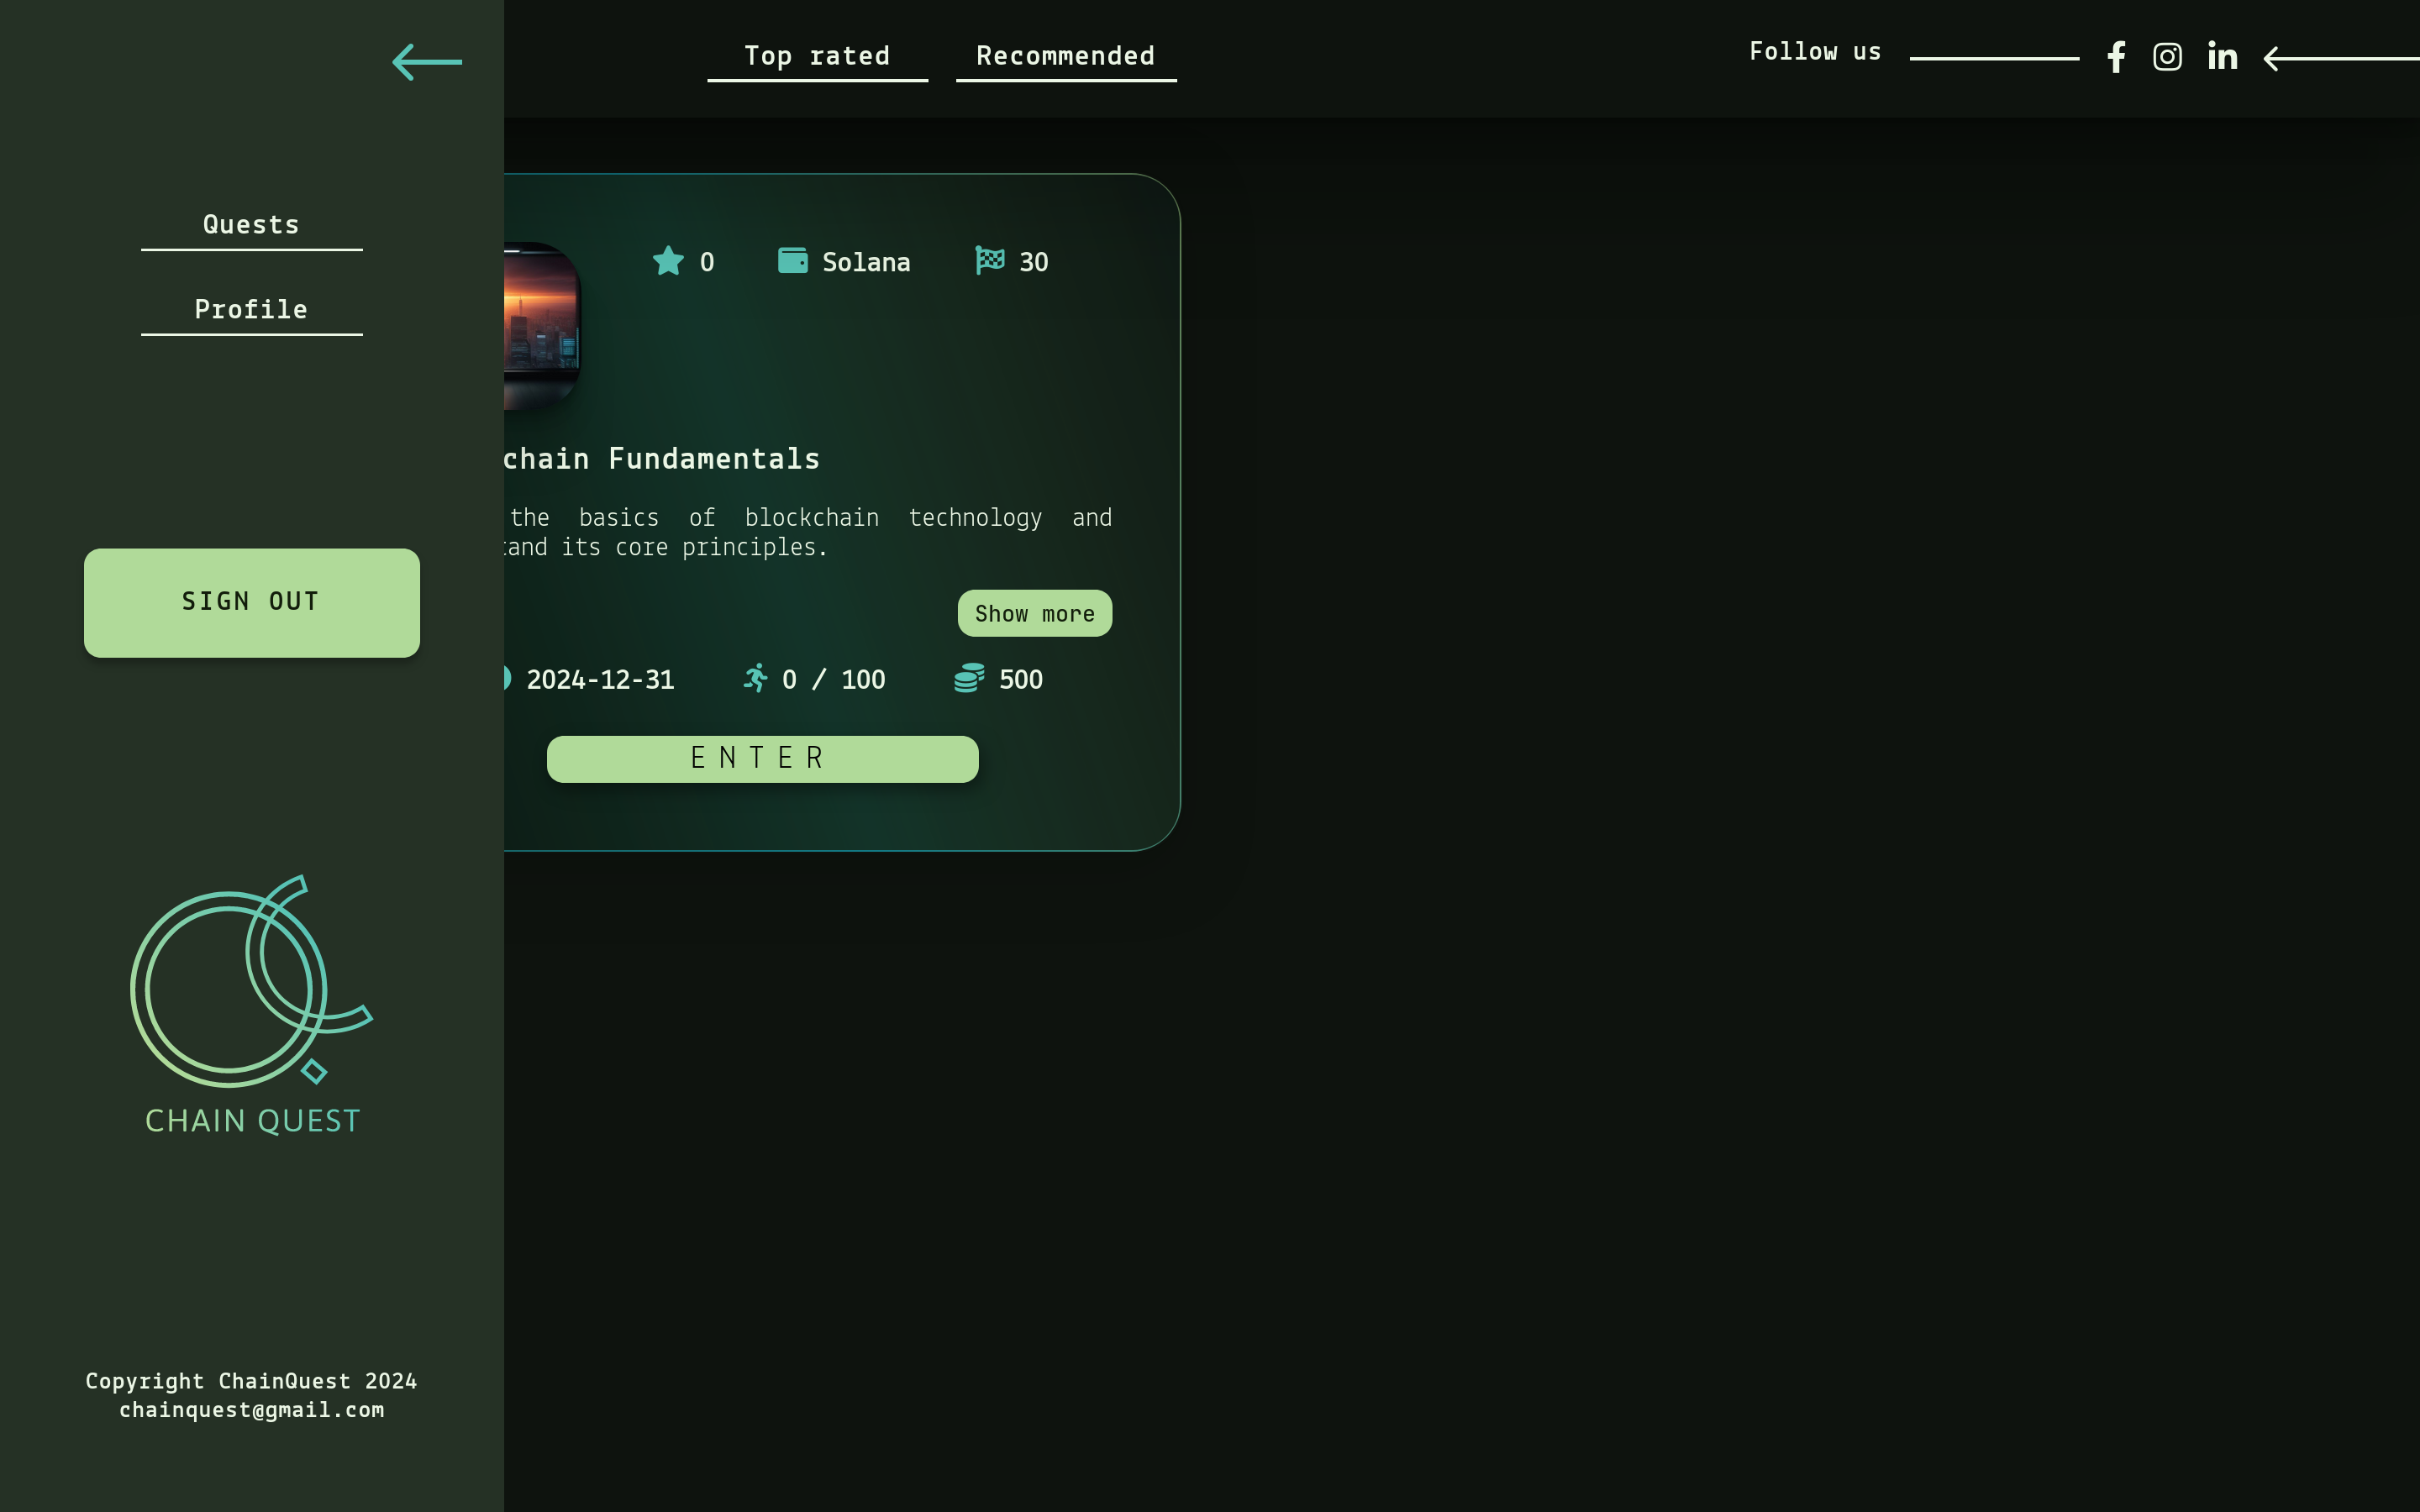 Top rated
Recommended
Follow us
Quests
Profile
SIGN OUT
CHAIN QUEST
Copyright ChainQuest 2024
chainquest@gmail.com
0
Solana
30
chain Fundamentals
the basics of blockchain technology and
tand its core principles.
Show more
2024-12-31
0 / 100
500
ENTER